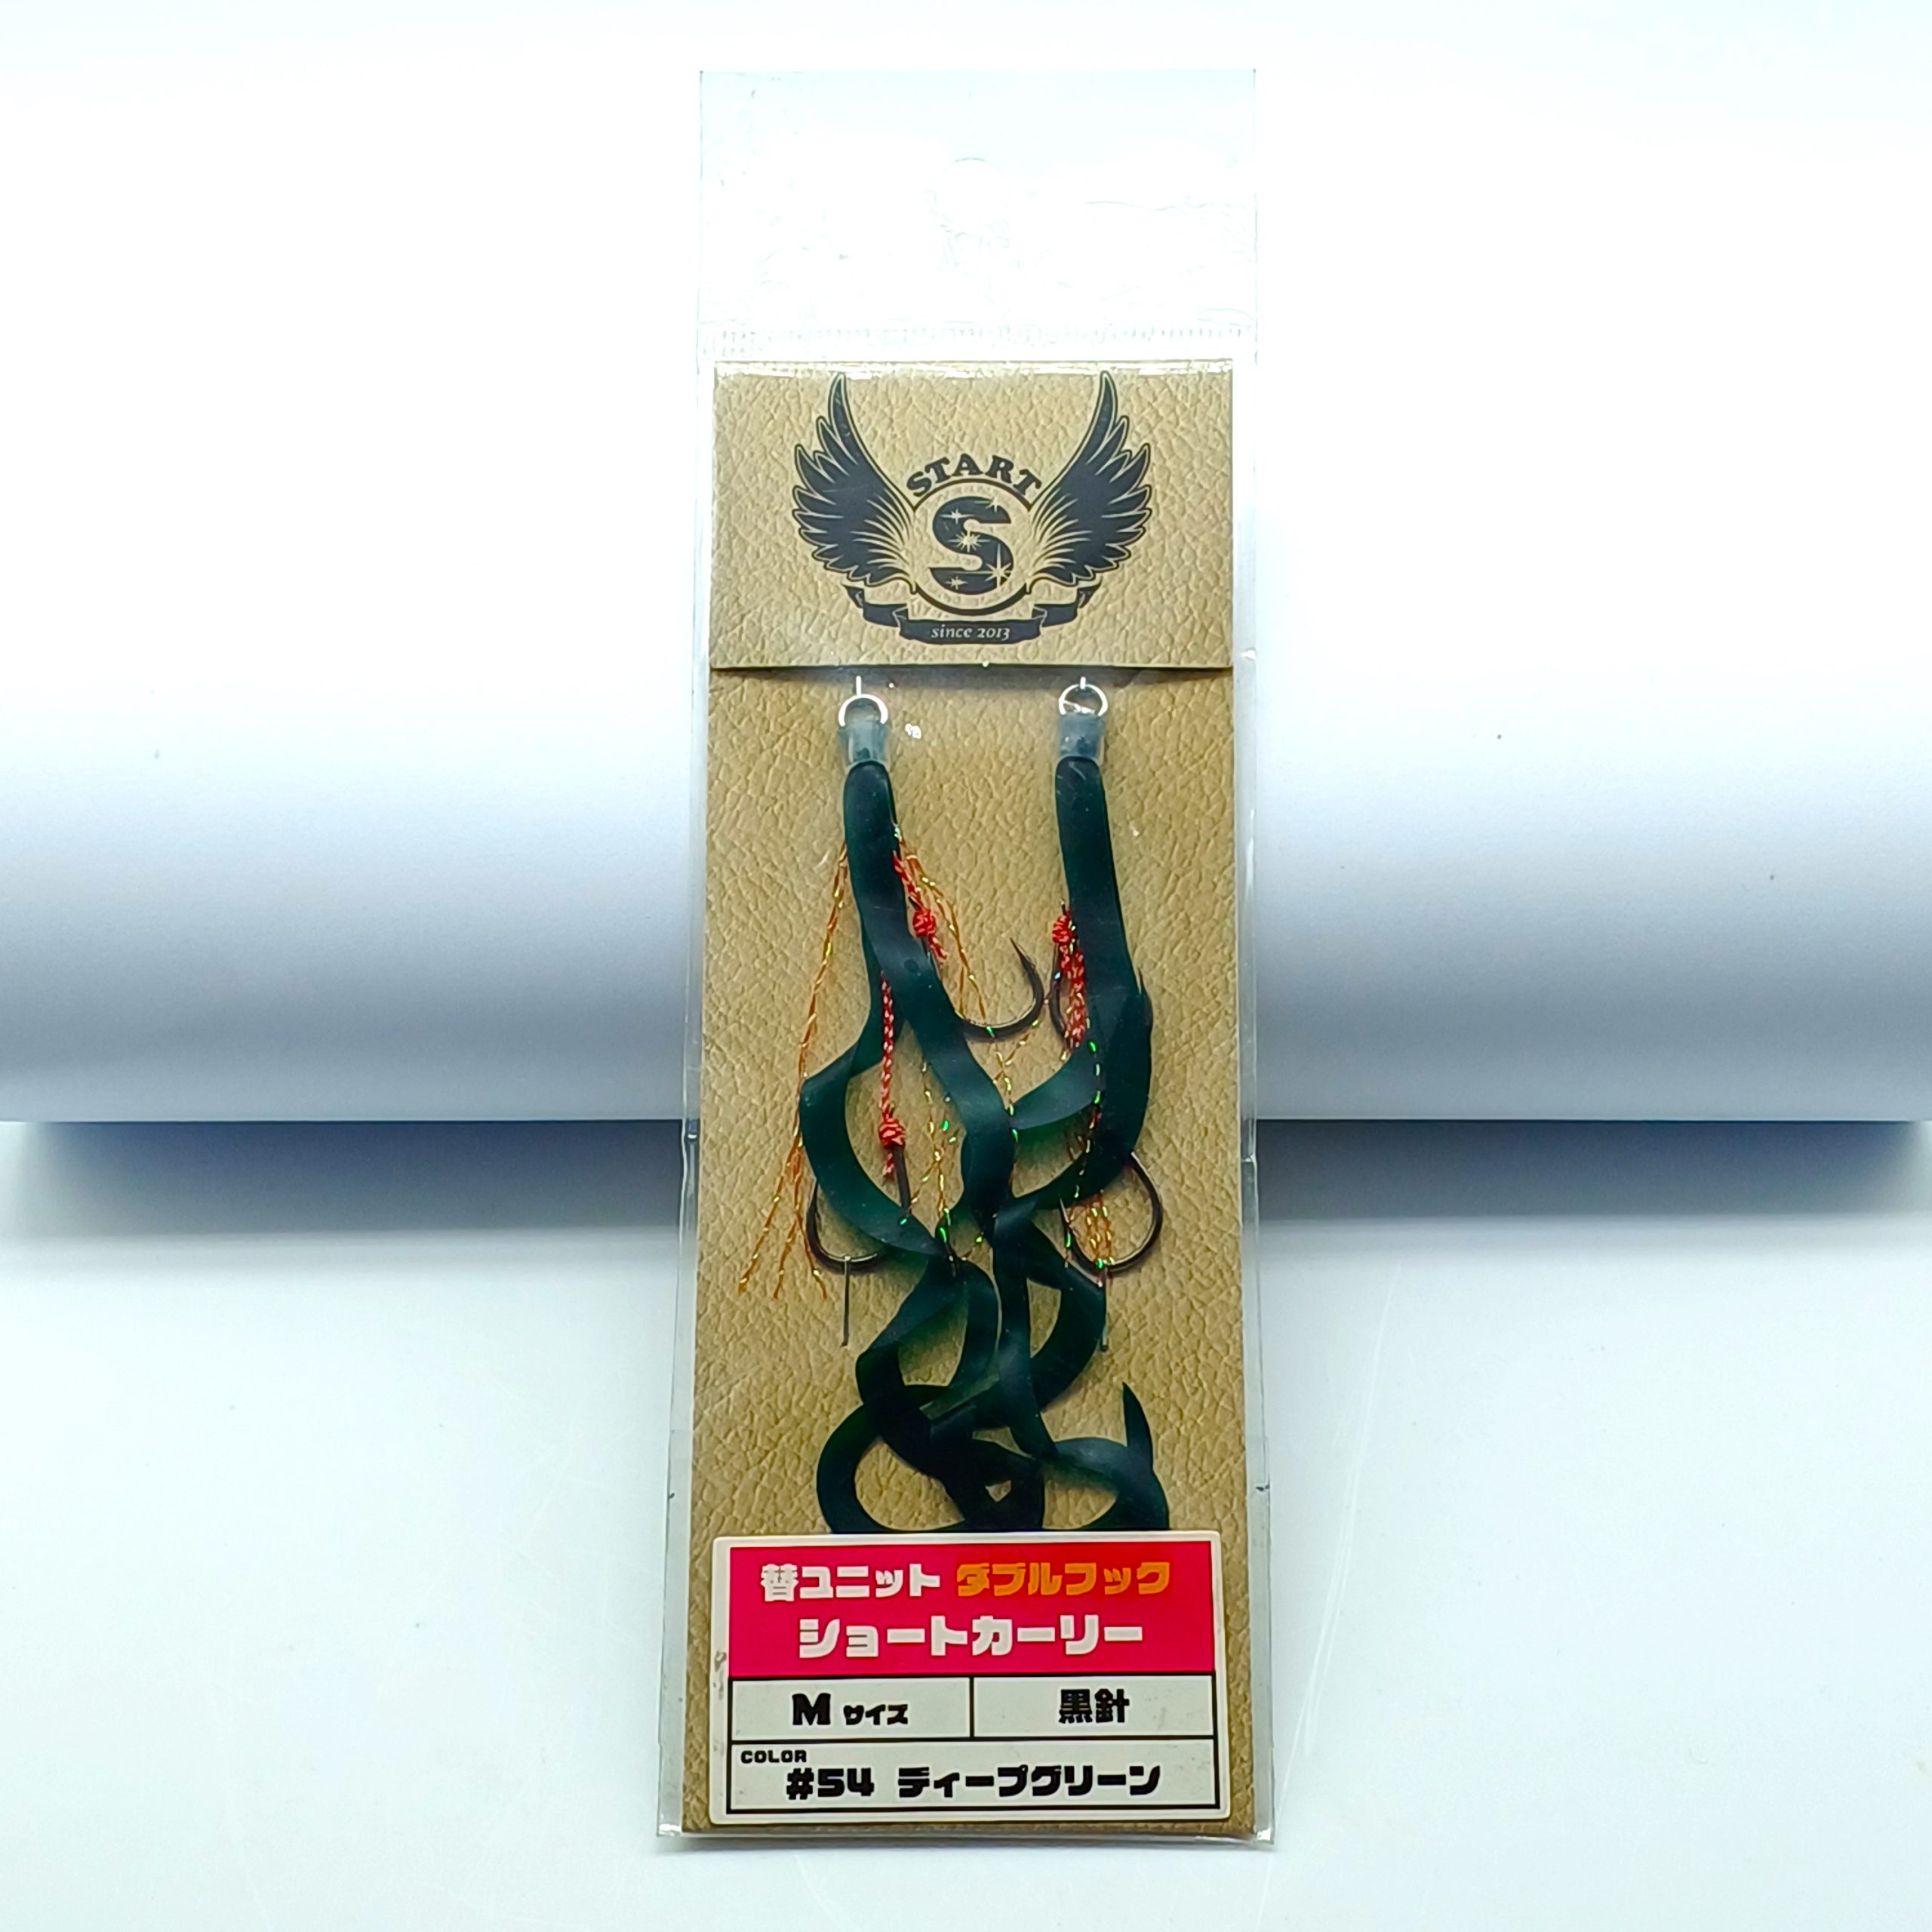 START
S
since 2013
替ユニット ダブルフック
ショートカーリー
M サイズ
黒針
COLOR
#54 ディープグリーン